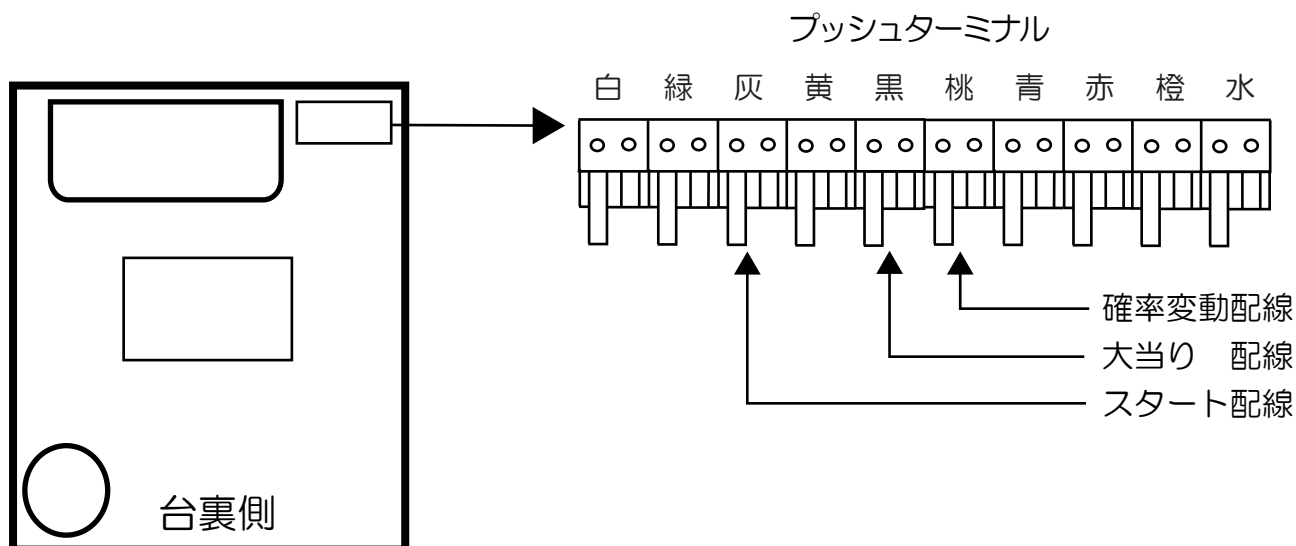 プッシュターミナル
白 緑 灰 黄 黒 桃 青 赤 橙 水
確率変動配線
大当り　配線
スタート配線
台裏側